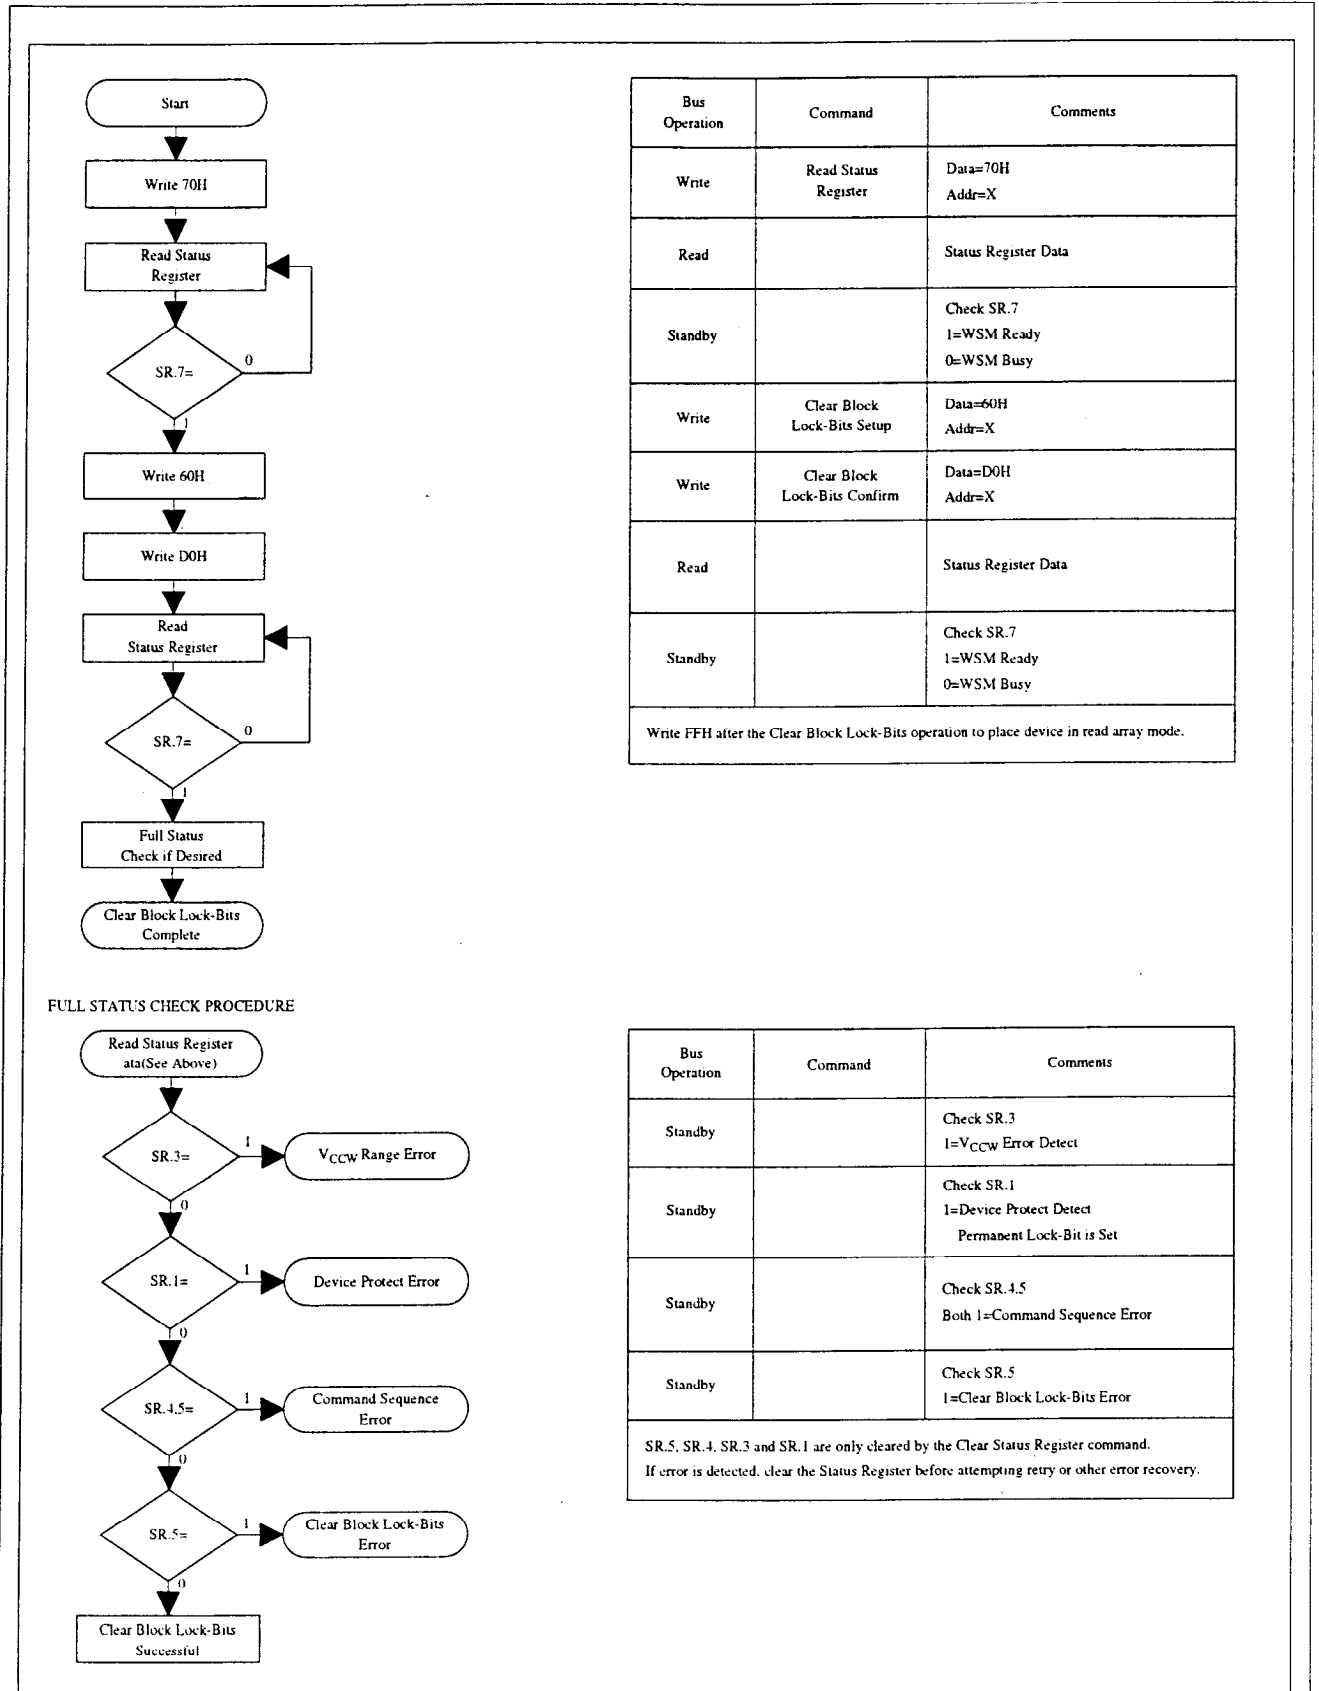 Start
Write 70H
Read Status
Register
SR.7=
0
1
Write 60H
Write D0H
Read
Status Register
SR.7=
0
1
Full Status
Check if Desired
Clear Block Lock-Bits
Complete
Bus
Operation
Command
Comments
Write
Read Status
Register
Data=70H
Addr=X
Read
Status Register Data
Standby
Check SR.7
1=WSM Ready
0=WSM Busy
Write
Clear Block
Lock-Bits Setup
Data=60H
Addr=X
Write
Clear Block
Lock-Bits Confirm
Data=D0H
Addr=X
Read
Status Register Data
Standby
Check SR.7
1=WSM Ready
0=WSM Busy
Write FFH after the Clear Block Lock-Bits operation to place device in read array mode.
FULL STATUS CHECK PROCEDURE
Read Status Register
ata(See Above)
SR.3=
1
VCCW Range Error
0
SR.1=
1
Device Protect Error
0
SR.4.5=
1
Command Sequence
Error
0
SR.5=
1
Clear Block Lock-Bits
Error
0
Clear Block Lock-Bits
Successful
Bus
Operation
Command
Comments
Standby
Check SR.3
1=VCCW Error Detect
Standby
Check SR.1
1=Device Protect Detect
Permanent Lock-Bit is Set
Standby
Check SR.4.5
Both 1=Command Sequence Error
Standby
Check SR.5
1=Clear Block Lock-Bits Error
SR.5, SR.4, SR.3 and SR.1 are only cleared by the Clear Status Register command.
If error is detected, clear the Status Register before attempting retry or other error recovery.